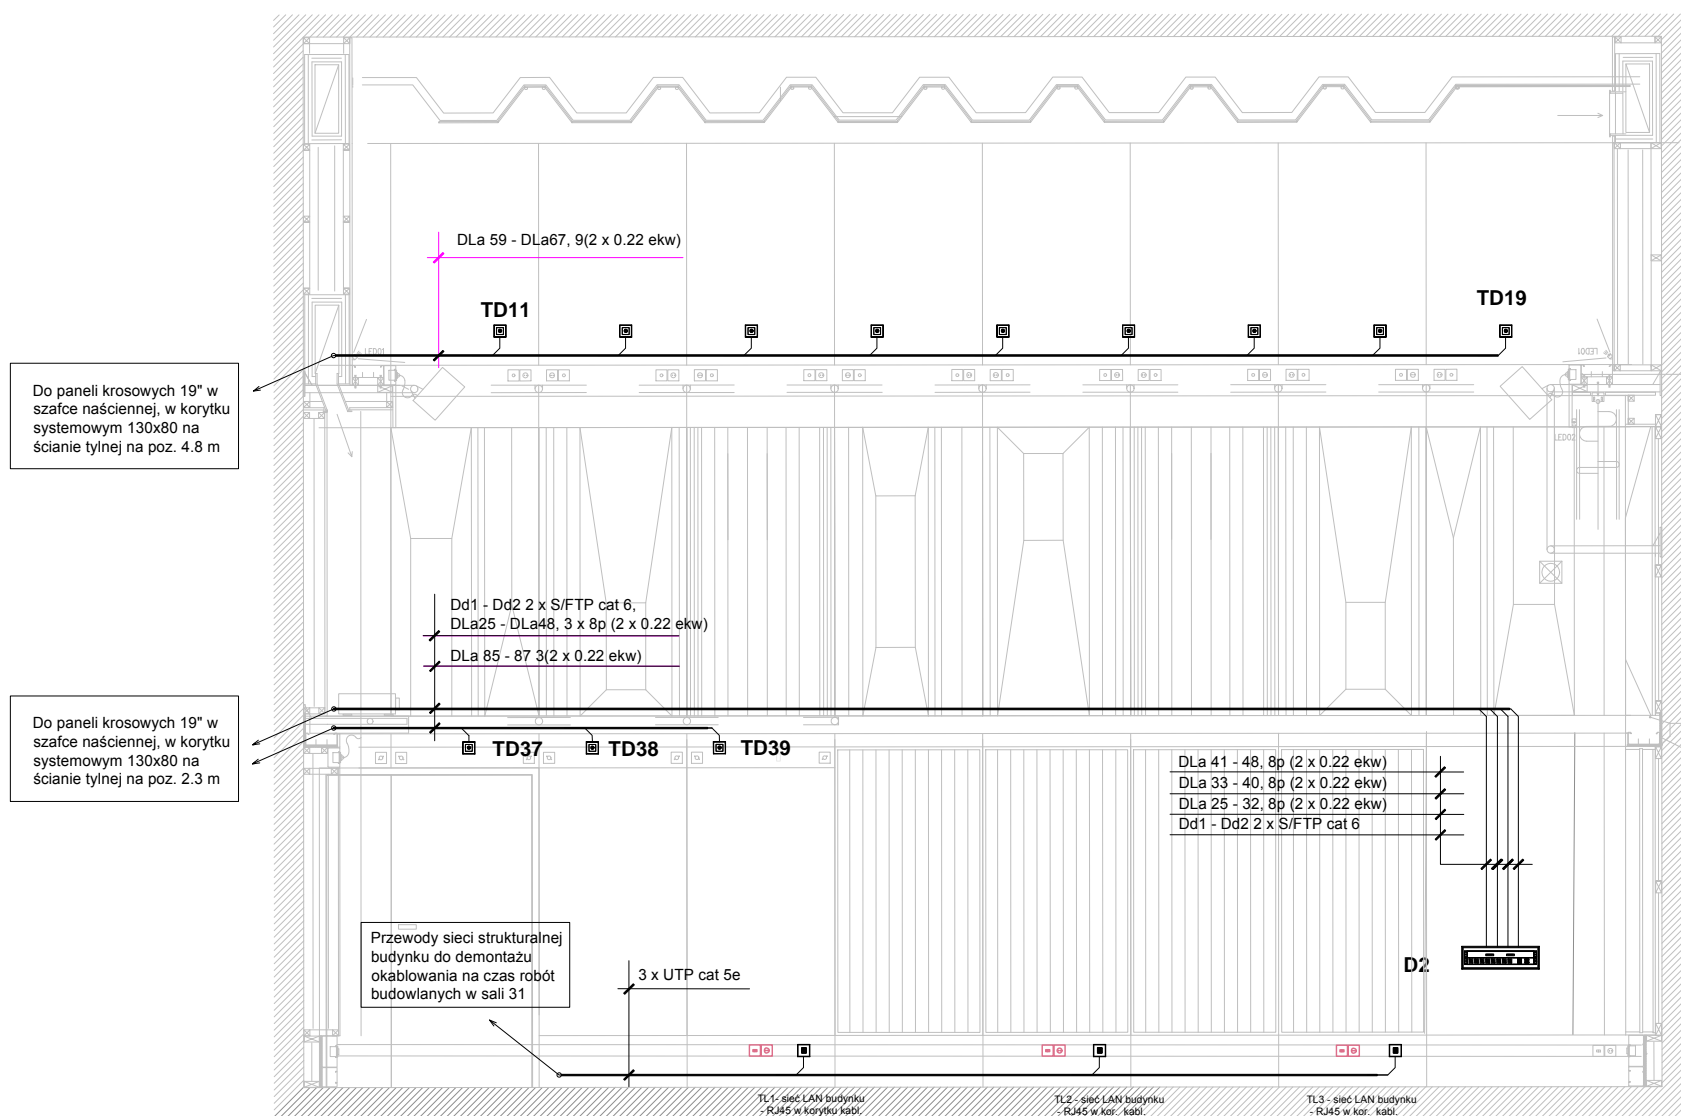 DLa 59 - DLa67, 9(2 x 0.22 ekw)
TD11
TD19
LED01
LED01
Do paneli krosowych 19" w
szafce naściennej, w korytku
systemowym 130x80 na
ścianie tylnej na poz. 4.8 m
LED02
Dd1 - Dd2 2 x S/FTP cat 6,
DLa25 - DLa48, 3 x 8p (2 x 0.22 ekw)
DLa 85 - 87 3(2 x 0.22 ekw)
Do paneli krosowych 19" w
szafce naściennej, w korytku
systemowym 130x80 na
ścianie tylnej na poz. 2.3 m
TD37
TD38
TD39
DLa 41 - 48, 8p (2 x 0.22 ekw)
DLa 33 - 40, 8p (2 x 0.22 ekw)
DLa 25 - 32, 8p (2 x 0.22 ekw)
Dd1 - Dd2 2 x S/FTP cat 6
D2
Przewody sieci strukturalnej
budynku do demontażu
okablowania na czas robót
budowlanych w sali 31
3 x UTP cat 5e
TL1- sieć LAN budynku
- RJ45 w korytku kabl.
TL2 - sieć LAN budynku
- RJ45 w kor. kabl.
TL3 - sieć LAN budynku
- RJ45 w kor. kabl.